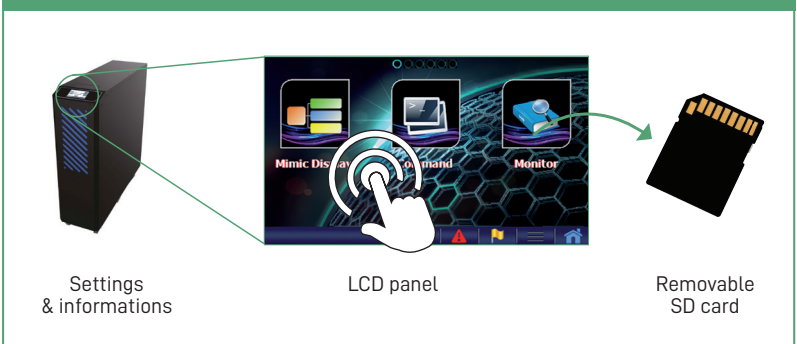 Mimic Display
Command
Monitor
Settings
& informations
LCD panel
Removable
SD card